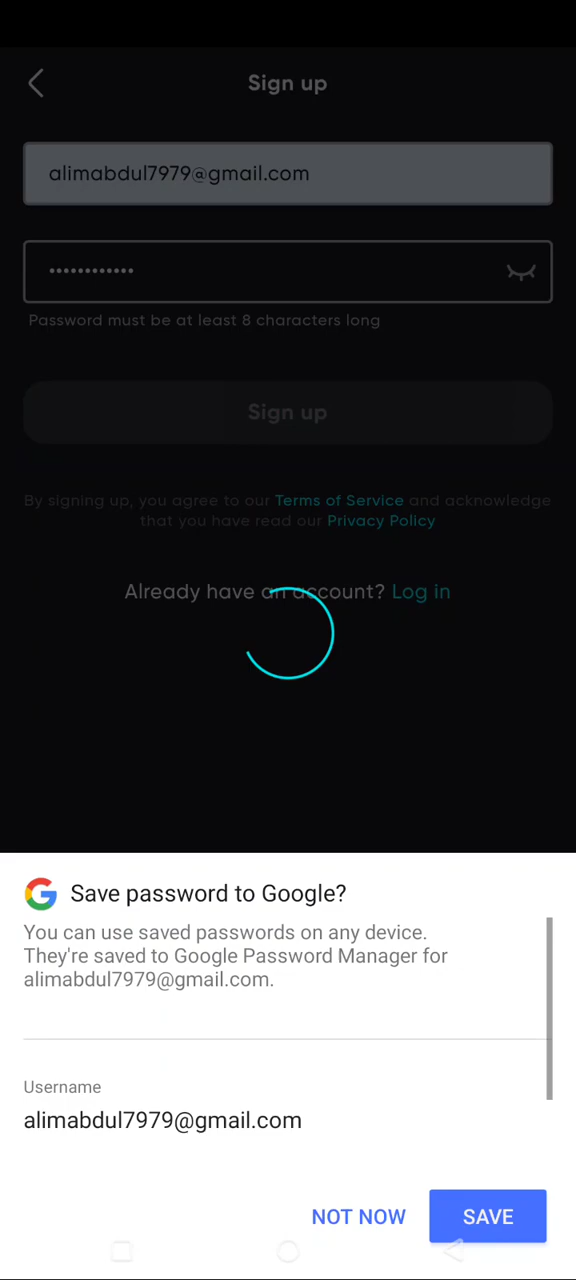 Sign up
alimabdul7979@gmail.com
••••••••••••
Password must be at least 8 characters long
Sign up
By signing up, you agree to our Terms of Service and acknowledge
that you have read our Privacy Policy
Already have an account? Log in
Save password to Google?
You can use saved passwords on any device.
They're saved to Google Password Manager for
alimabdul7979@gmail.com.
Username
alimabdul7979@gmail.com
NOT NOW
SAVE